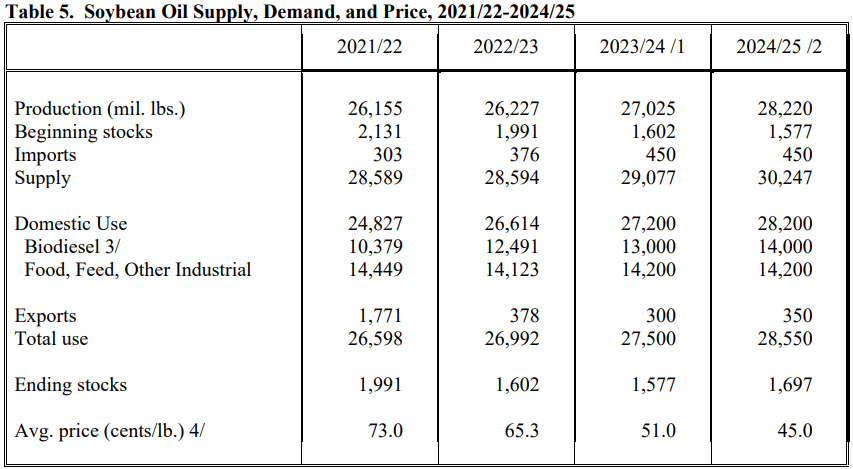 Table 5. Soybean Oil Supply, Demand, and Price, 2021/22-2024/25
2021/22 2022/23 2023/24 /1 2024/25 /2
Production (mil. lbs.) 26,155 26,227 27,025 28,220
Beginning stocks 2,131 1,991 1,602 1,577
Imports 303 376 450 450
Supply 28,589 28,594 29,077 30,247
Domestic Use 24,827 26,614 27,200 28,200
Biodiesel 3/ 10,379 12,491 13,000 14,000
Food, Feed, Other Industrial 14,449 14,123 14,200 14,200
Exports 1,771 378 300 350
Total use 26,598 26,992 27,500 28,550
Ending stocks 1,991 1,602 1,577 1,697
Avg. price (cents/lb.) 4/ 73.0 65.3 51.0 45.0